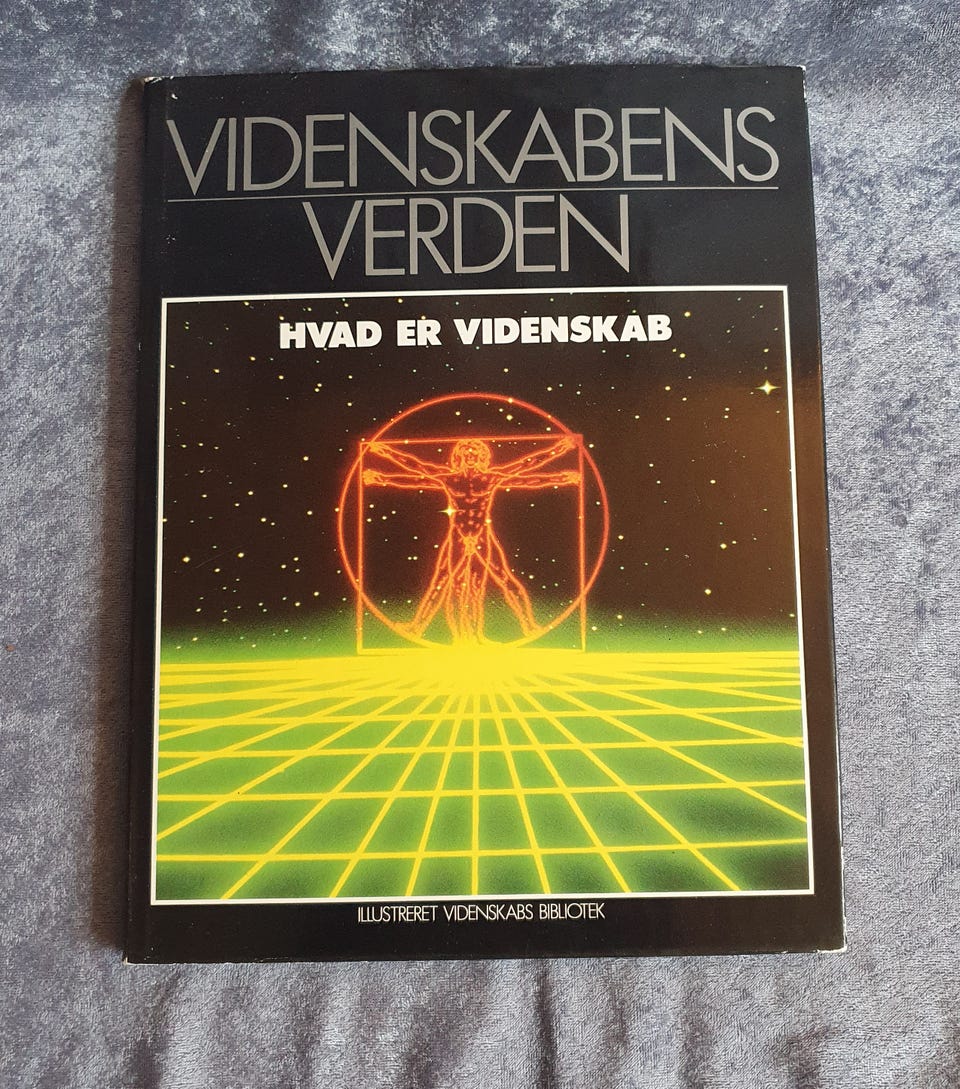 VIDENSKABENS
VERDEN
HVAD ER VIDENSKAB
ILLUSTRERET VIDENSKABS BIBLIOTEK